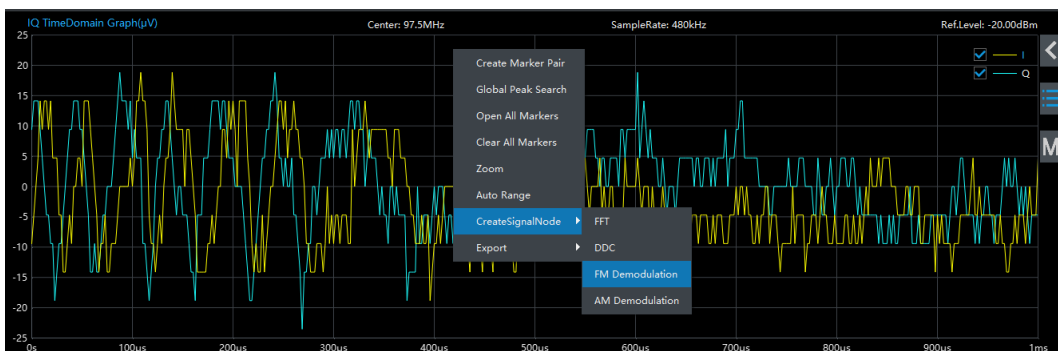 IQ TimeDomain Graph(μV) Center: 97.5MHz SampleRate: 480kHz Ref.Level: -20.00dBm
25
20
15
10
5
0
-5
-10
-15
-20
-25
I
Q
M
Create Marker Pair
Global Peak Search
Open All Markers
Clear All Markers
Zoom
Auto Range
CreateSignalNode
Export
FFT
DDC
FM Demodulation
AM Demodulation
0s 100us 200us 300us 400us 500us 600us 700us 800us 900us 1ms